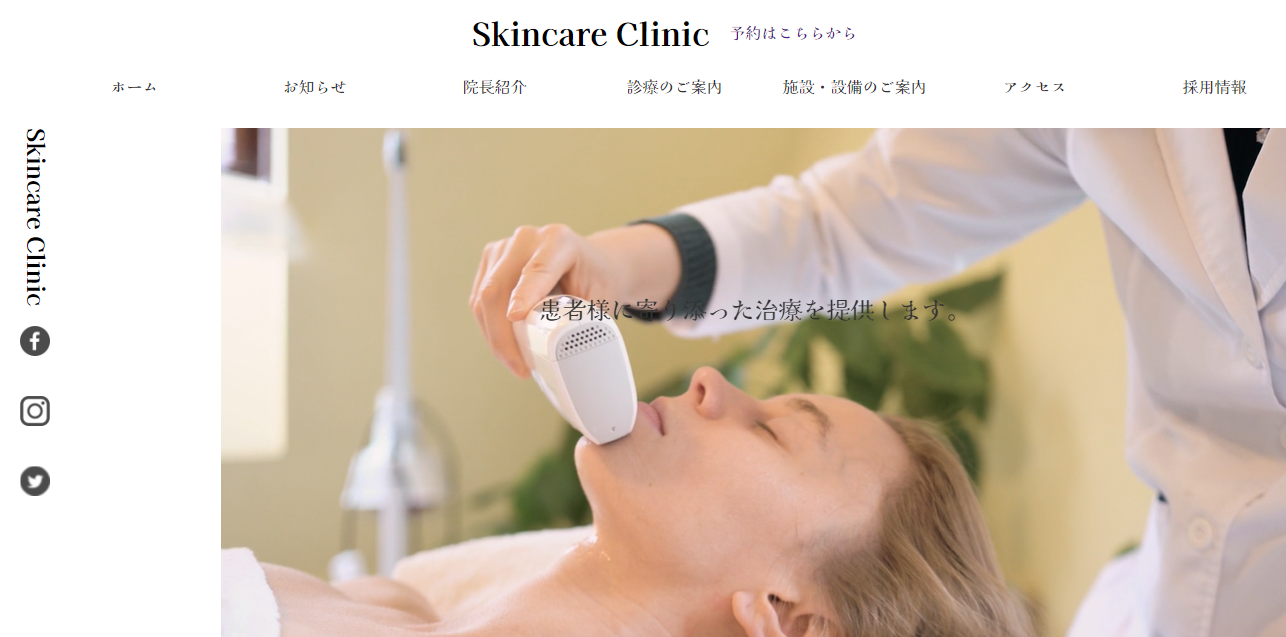 Skincare Clinic 予約はこちらから
ホーム お知らせ 院長紹介 診療のご案内 施設・設備のご案内 アクセス 採用情報
Skincare Clinic
患者様に寄り添った治療を提供します。